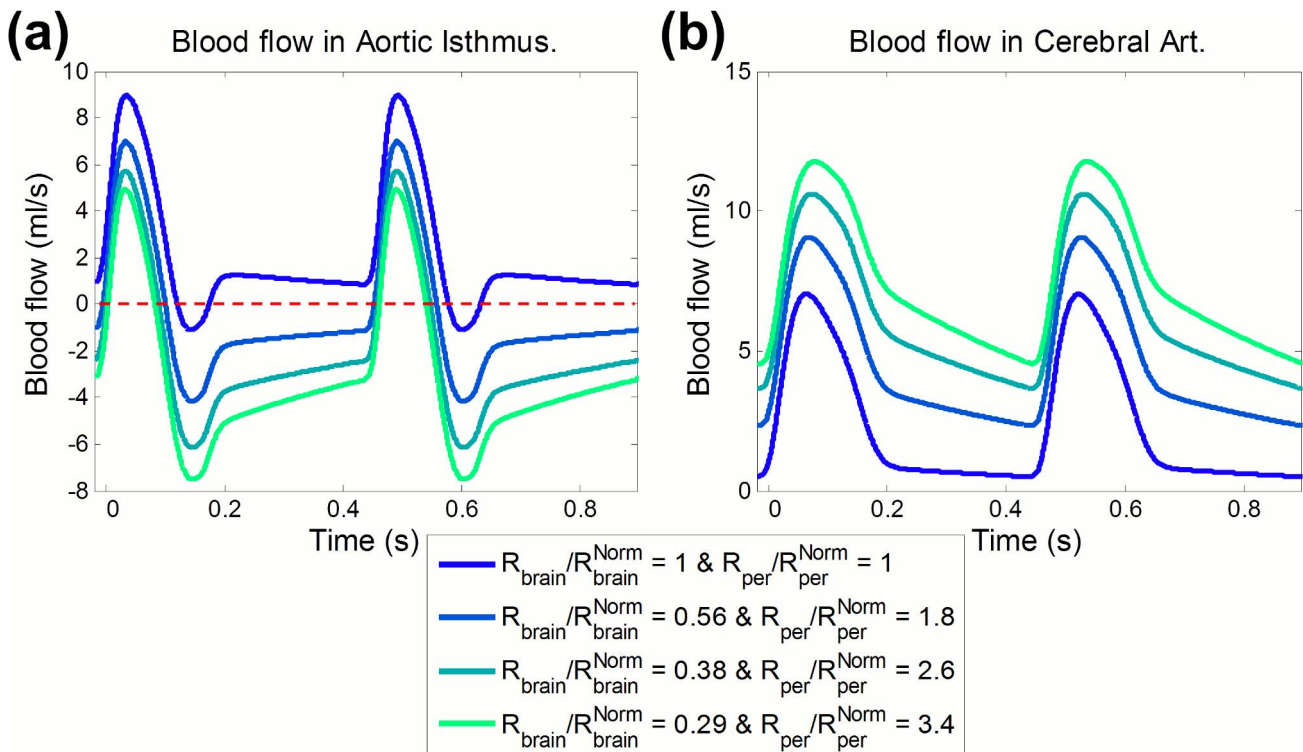 (a)
Blood flow in Aortic Isthmus.
Blood flow (ml/s)
10
8
6
4
2
0
-2
-4
-6
-8
0 0.2 0.4 0.6 0.8
Time (s)
(b)
Blood flow in Cerebral Art.
Blood flow (ml/s)
15
10
5
0
0 0.2 0.4 0.6 0.8
Time (s)
R_brain/R_brain^Norm = 1 & R_per/R_per^Norm = 1
R_brain/R_brain^Norm = 0.56 & R_per/R_per^Norm = 1.8
R_brain/R_brain^Norm = 0.38 & R_per/R_per^Norm = 2.6
R_brain/R_brain^Norm = 0.29 & R_per/R_per^Norm = 3.4